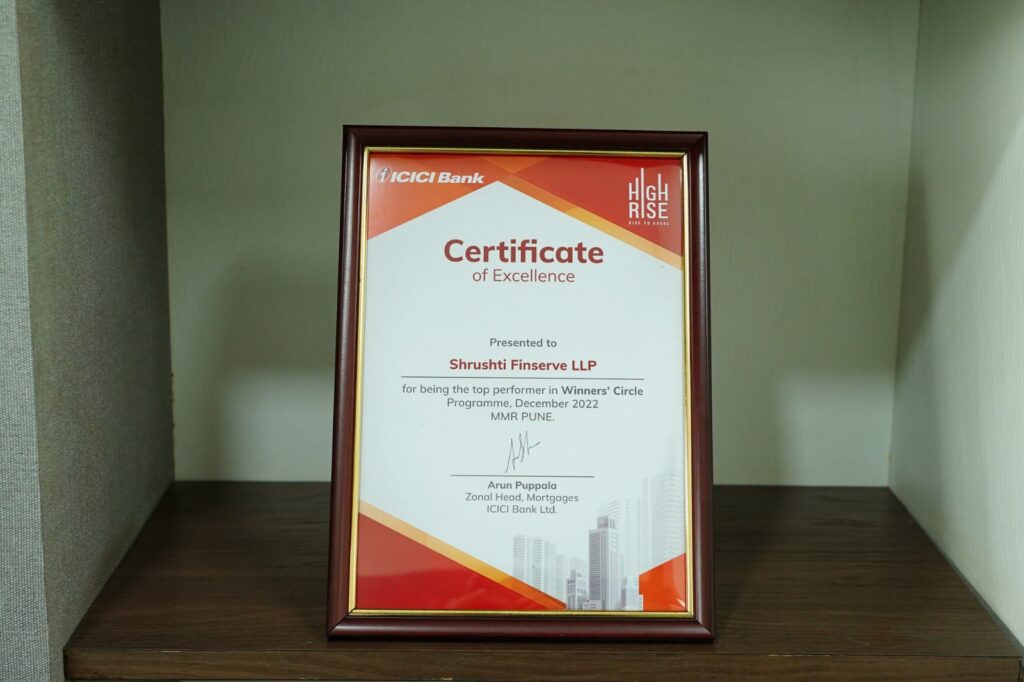 ICICI Bank
HIGH
RISE
RISE TO EXCEL
Certificate
of Excellence
Presented to
Shrushti Finserve LLP
for being the top performer in Winners' Circle
Programme, December 2022
MMR PUNE.
Arun Puppala
Zonal Head, Mortgages
ICICI Bank Ltd.